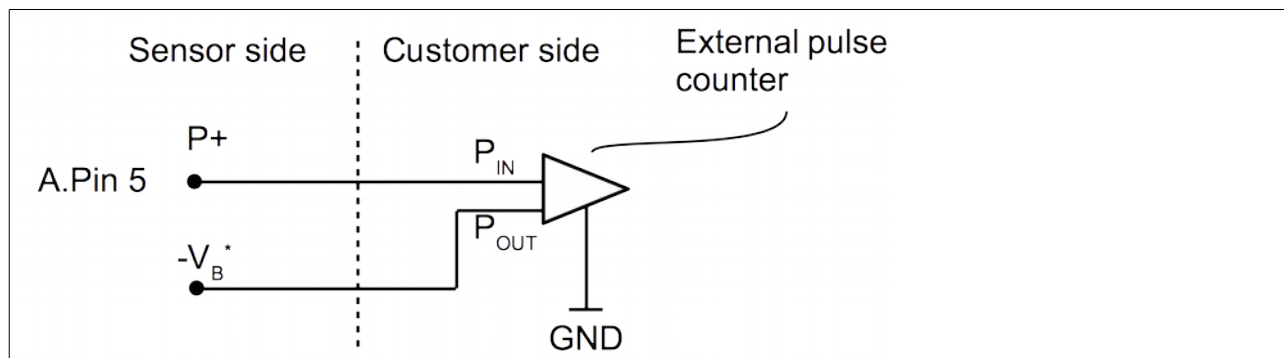 Sensor side
Customer side
External pulse
counter
P+
A.Pin 5
P_IN
P_OUT
-V_B*
GND